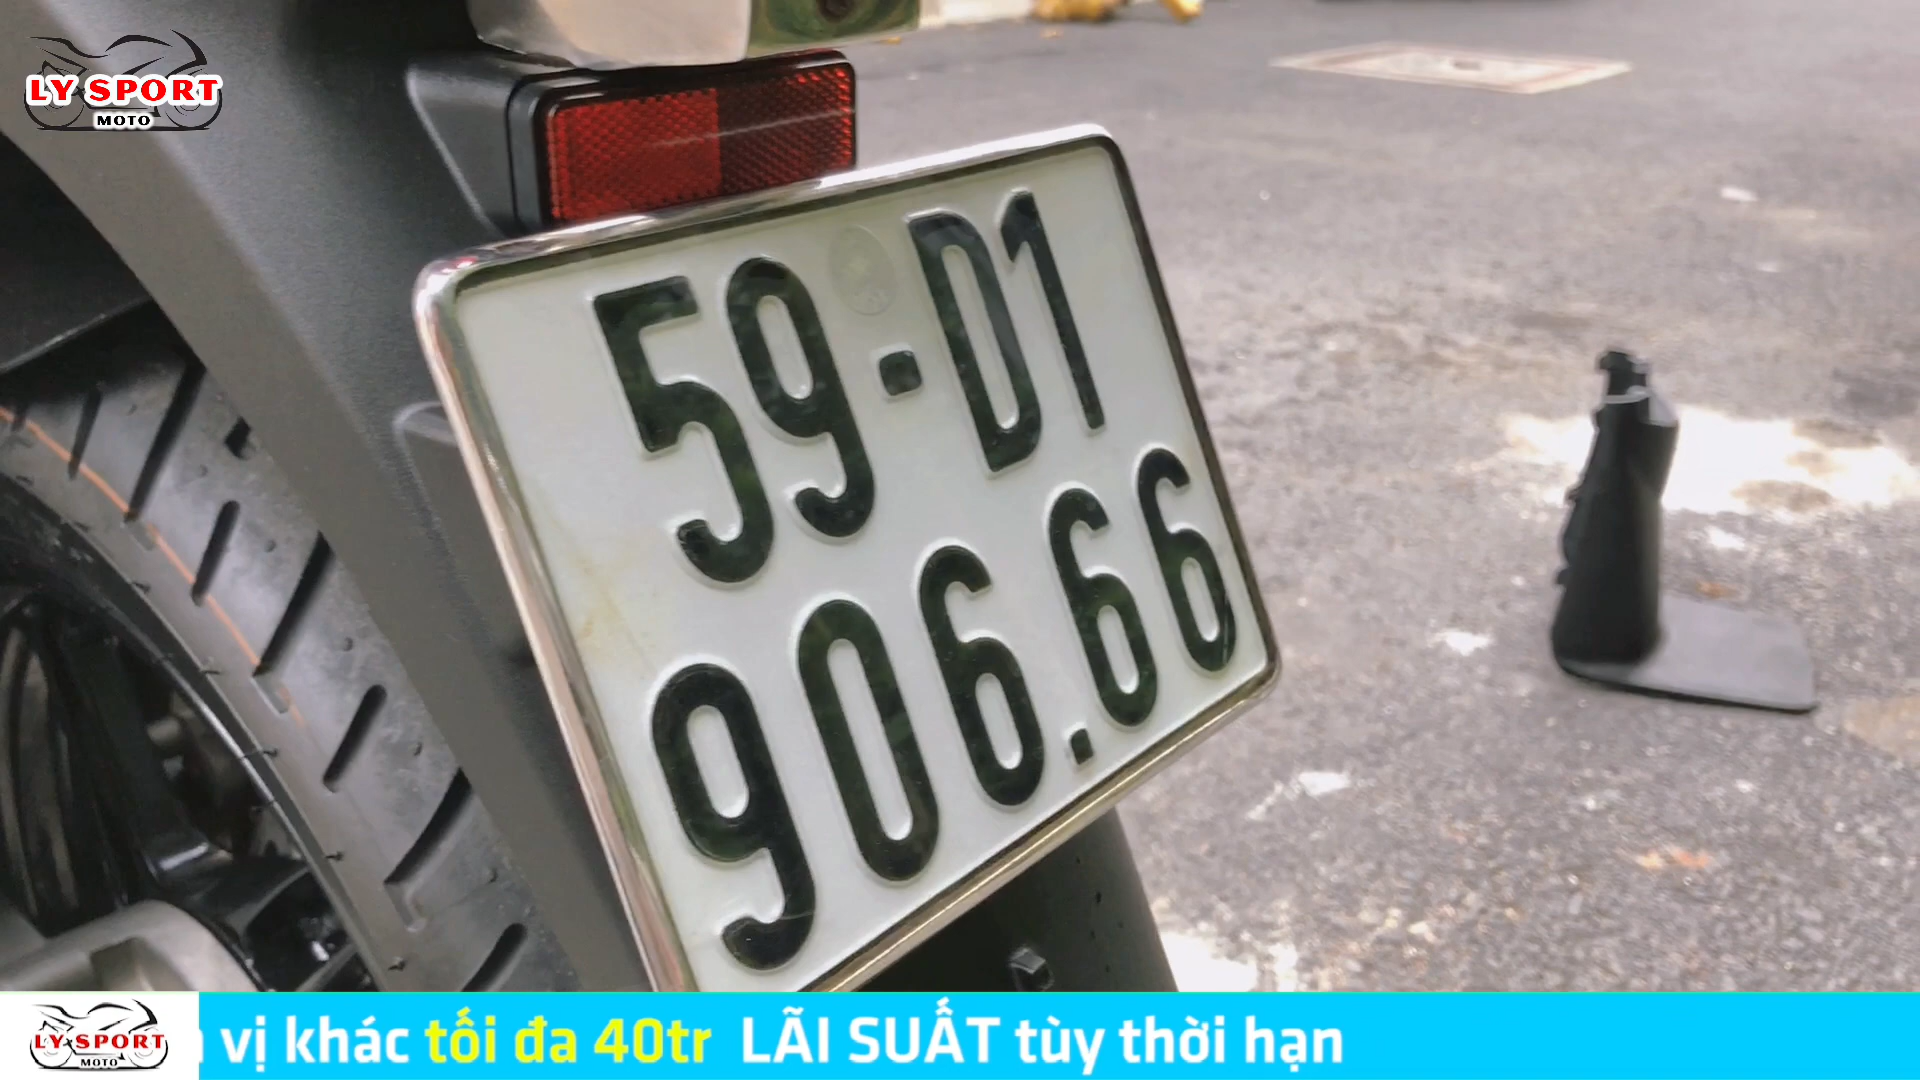 LY SPORT
MOTO
59-D1
906.66
LY SPORT
MOTO
vị khác tối đa 40tr LÃI SUẤT tùy thời hạn